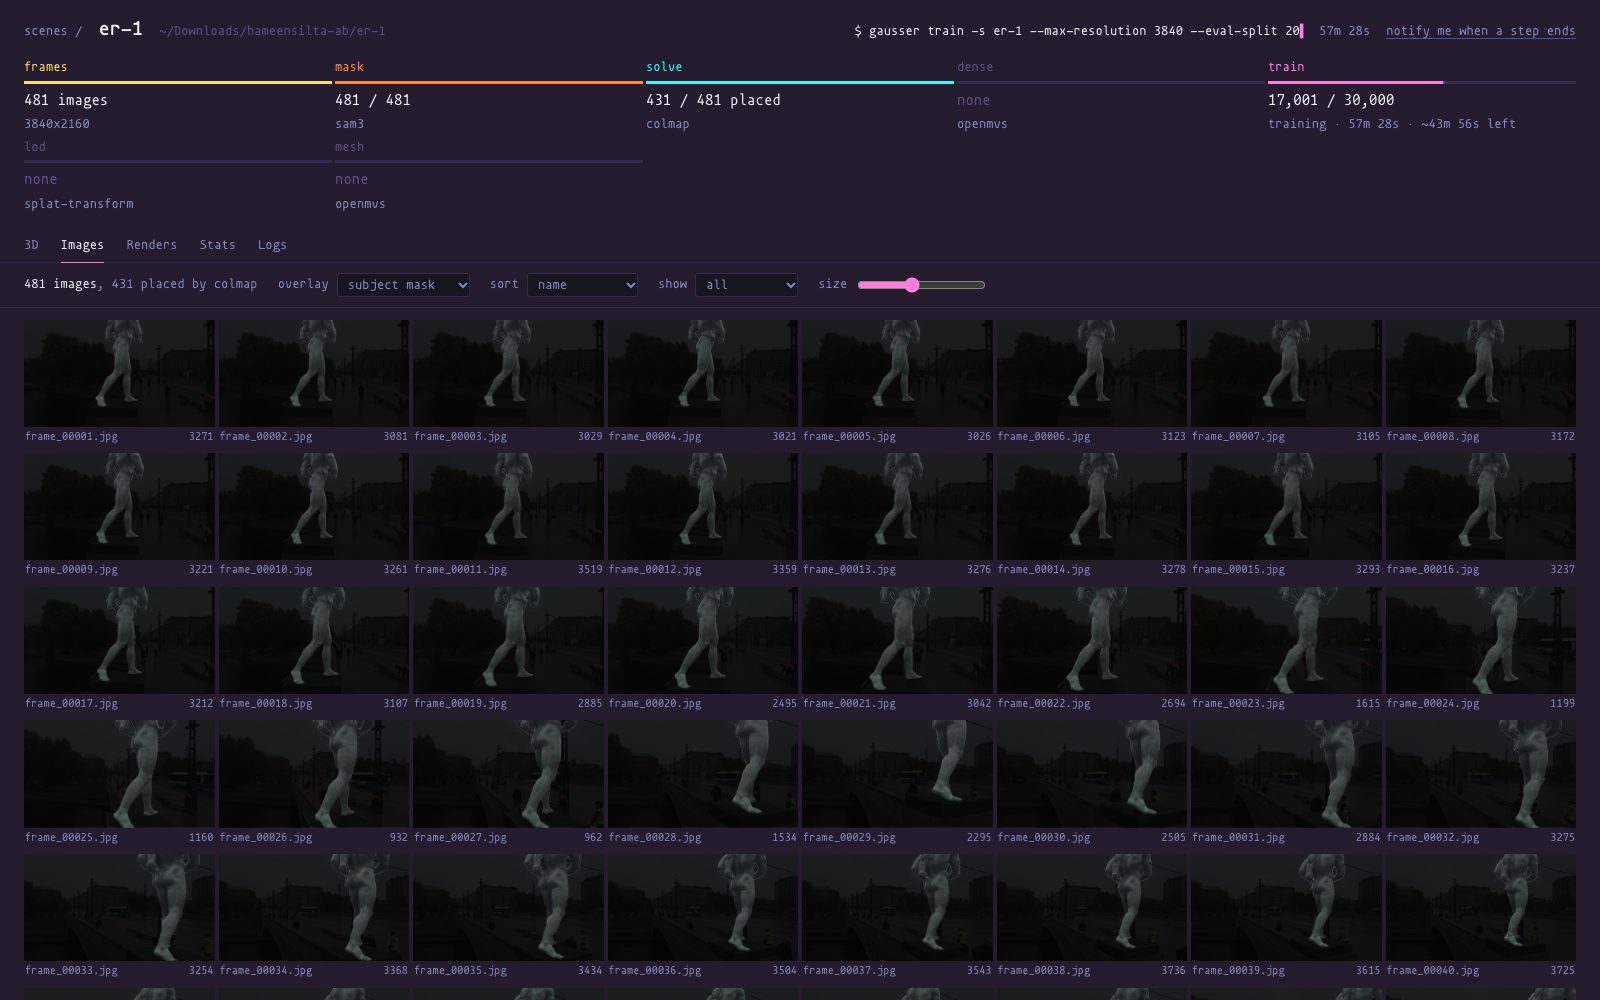 scenes / er-1 ~/Downloads/hameensilta-ab/er-1 $ gausser train -s er-1 --max-resolution 3840 --eval-split 20 57m 28s notify me when a step ends
frames mask solve dense train
481 images 481 / 481 431 / 481 placed none 17,001 / 30,000
3840x2160 sam3 colmap openmvs training · 57m 28s · ~43m 56s left
lod mesh
none none
splat-transform openmvs
3D Images Renders Stats Logs
481 images, 431 placed by colmap overlay subject mask sort name show all size
frame_00001.jpg 3271 frame_00002.jpg 3081 frame_00003.jpg 3029 frame_00004.jpg 3021 frame_00005.jpg 3026 frame_00006.jpg 3123 frame_00007.jpg 3105 frame_00008.jpg 3172
frame_00009.jpg 3221 frame_00010.jpg 3261 frame_00011.jpg 3519 frame_00012.jpg 3359 frame_00013.jpg 3276 frame_00014.jpg 3278 frame_00015.jpg 3293 frame_00016.jpg 3237
frame_00017.jpg 3212 frame_00018.jpg 3107 frame_00019.jpg 2885 frame_00020.jpg 2495 frame_00021.jpg 3042 frame_00022.jpg 2694 frame_00023.jpg 1615 frame_00024.jpg 1199
frame_00025.jpg 1160 frame_00026.jpg 932 frame_00027.jpg 962 frame_00028.jpg 1534 frame_00029.jpg 2295 frame_00030.jpg 2505 frame_00031.jpg 2884 frame_00032.jpg 3275
frame_00033.jpg 3254 frame_00034.jpg 3368 frame_00035.jpg 3434 frame_00036.jpg 3504 frame_00037.jpg 3543 frame_00038.jpg 3736 frame_00039.jpg 3615 frame_00040.jpg 3725